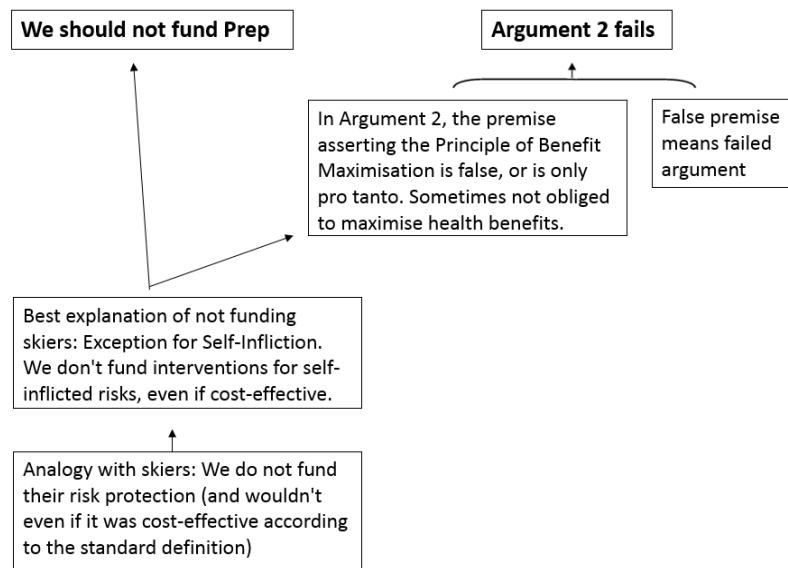 We should not fund Prep
Argument 2 fails
In Argument 2, the premise
asserting the Principle of Benefit
Maximisation is false, or is only
pro tanto. Sometimes not obliged
to maximise health benefits.
False premise
means failed
argument
Best explanation of not funding
skiers: Exception for Self-Infliction.
We don't fund interventions for self-
inflicted risks, even if cost-effective.
Analogy with skiers: We do not fund
their risk protection (and wouldn't
even if it was cost-effective according
to the standard definition)